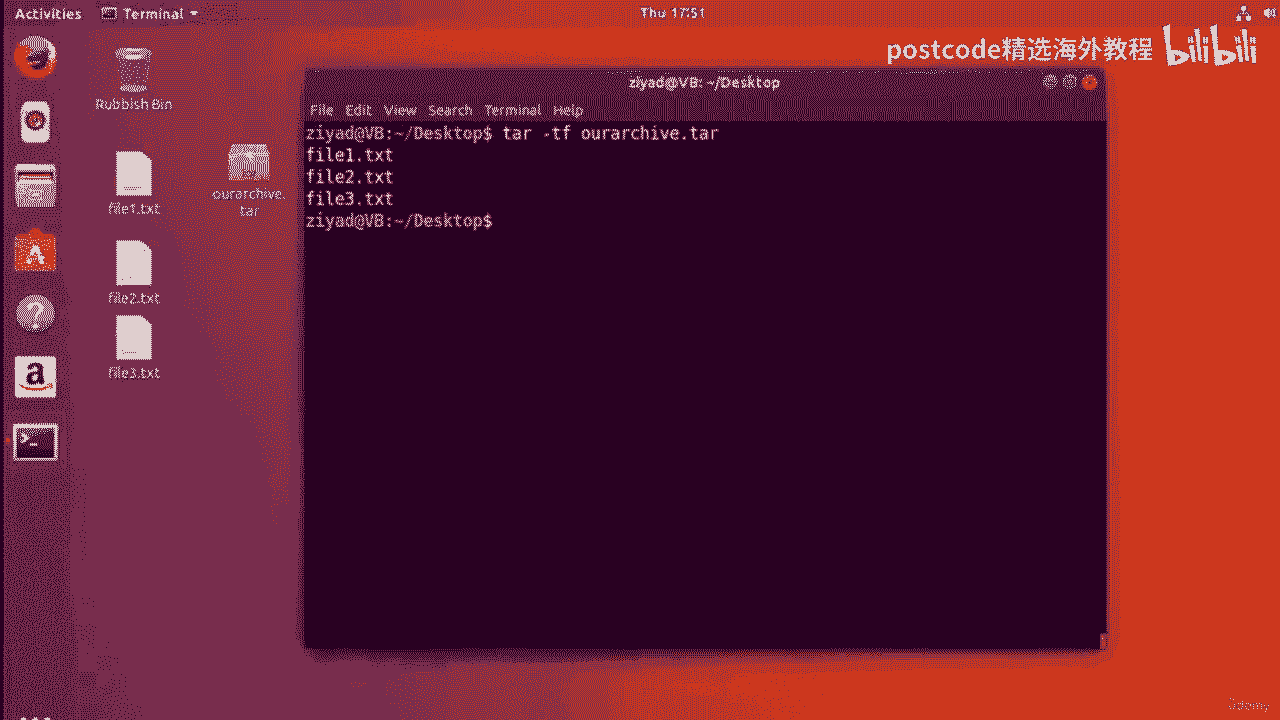 Activities Terminal Thu 17:51
postcode精选海外教程 bilibili
Rubbish Bin
file1.txt
ourarchive.
tar
file2.txt
file3.txt
ziyad@VB: ~/Desktop
File Edit View Search Terminal Help
ziyad@VB:~/Desktop$ tar -tf ourarchive.tar
file1.txt
file2.txt
file3.txt
ziyad@VB:~/Desktop$
Udemy